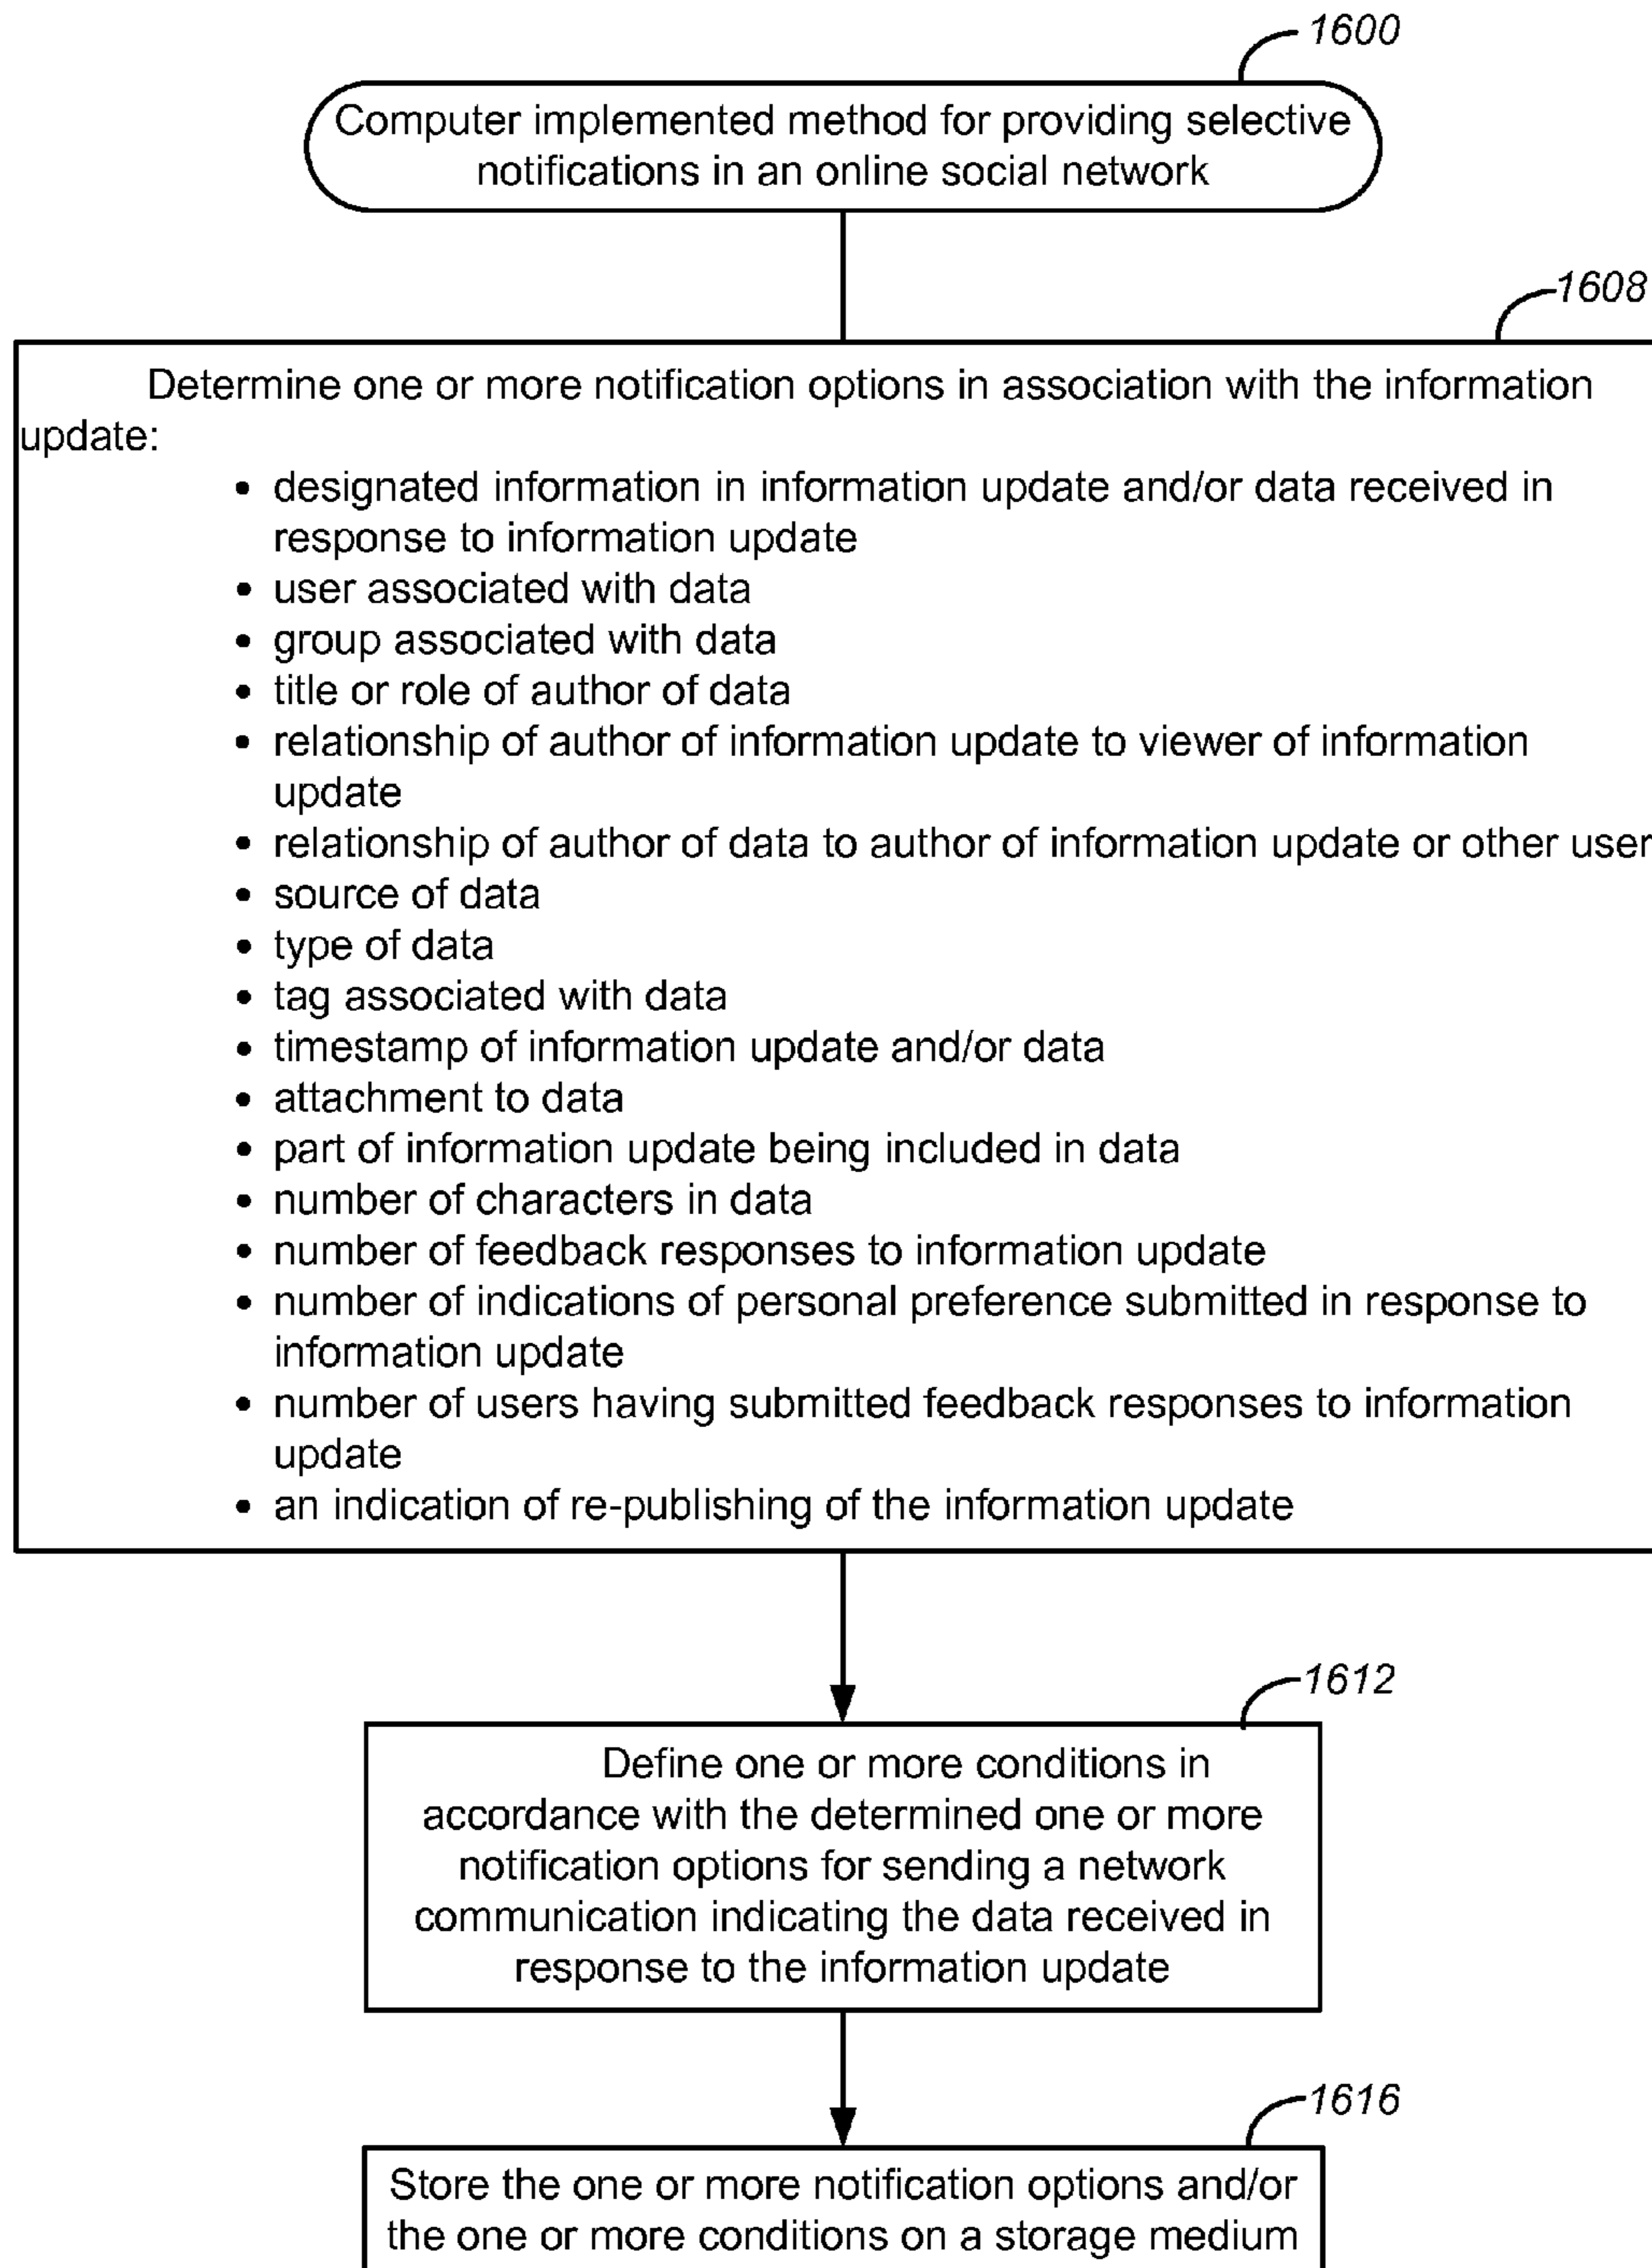 1600
Computer implemented method for providing selective
notifications in an online social network
1608
Determine one or more notification options in association with the information
update:
• designated information in information update and/or data received in
response to information update
• user associated with data
• group associated with data
• title or role of author of data
• relationship of author of information update to viewer of information
update
• relationship of author of data to author of information update or other user
• source of data
• type of data
• tag associated with data
• timestamp of information update and/or data
• attachment to data
• part of information update being included in data
• number of characters in data
• number of feedback responses to information update
• number of indications of personal preference submitted in response to
information update
• number of users having submitted feedback responses to information
update
• an indication of re-publishing of the information update
1612
Define one or more conditions in
accordance with the determined one or more
notification options for sending a network
communication indicating the data received in
response to the information update
1616
Store the one or more notification options and/or
the one or more conditions on a storage medium